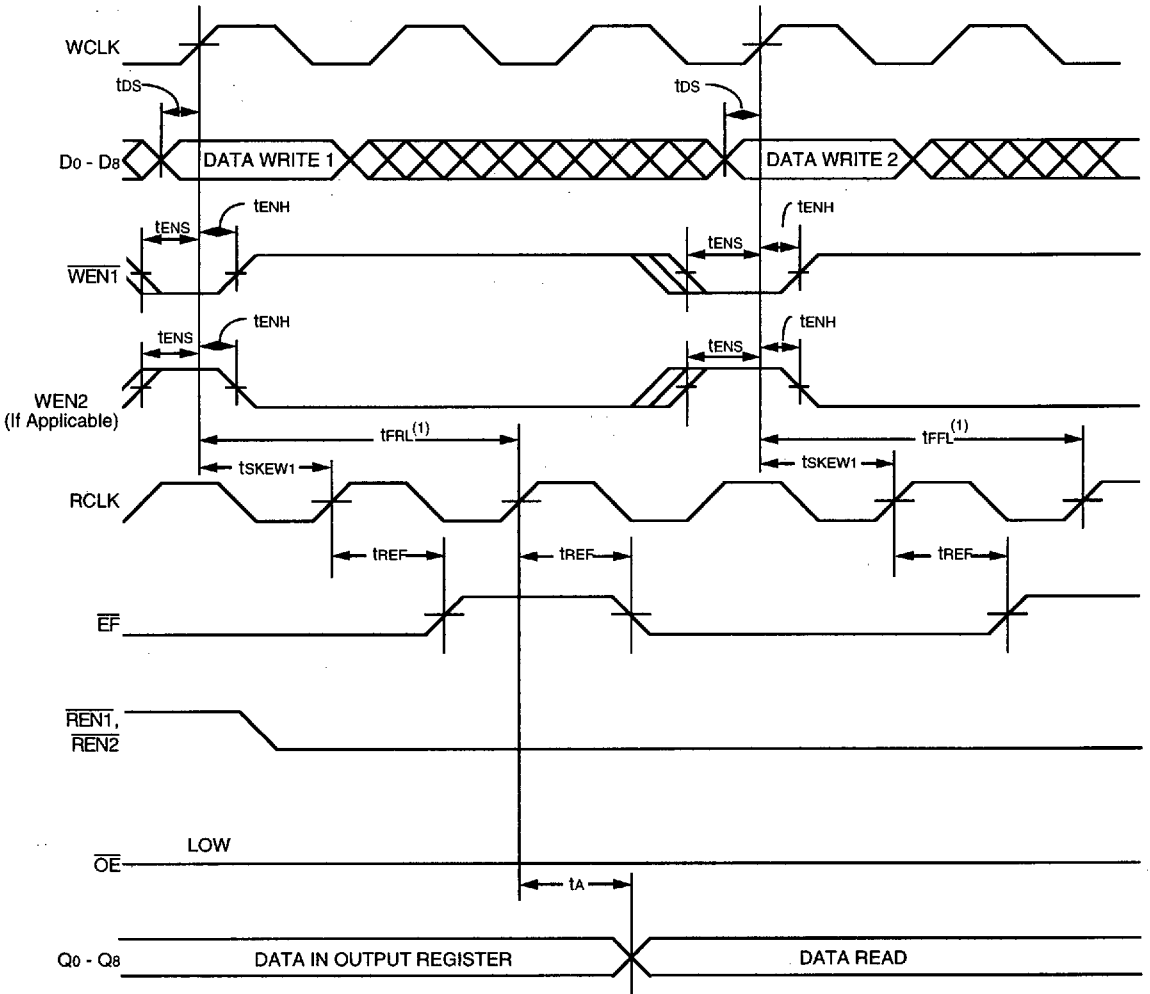 WCLK
tDS
tDS
D0 - D8
DATA WRITE 1
DATA WRITE 2
tENH
tENH
tENS
tENS
WEN1
tENH
tENH
tENS
tENS
WEN2
(If Applicable)
tFRL(1)
tFFL(1)
tSKEW1
tSKEW1
RCLK
tREF
tREF
tREF
EF
REN1,
REN2
LOW
OE
tA
Q0 - Q8
DATA IN OUTPUT REGISTER
DATA READ